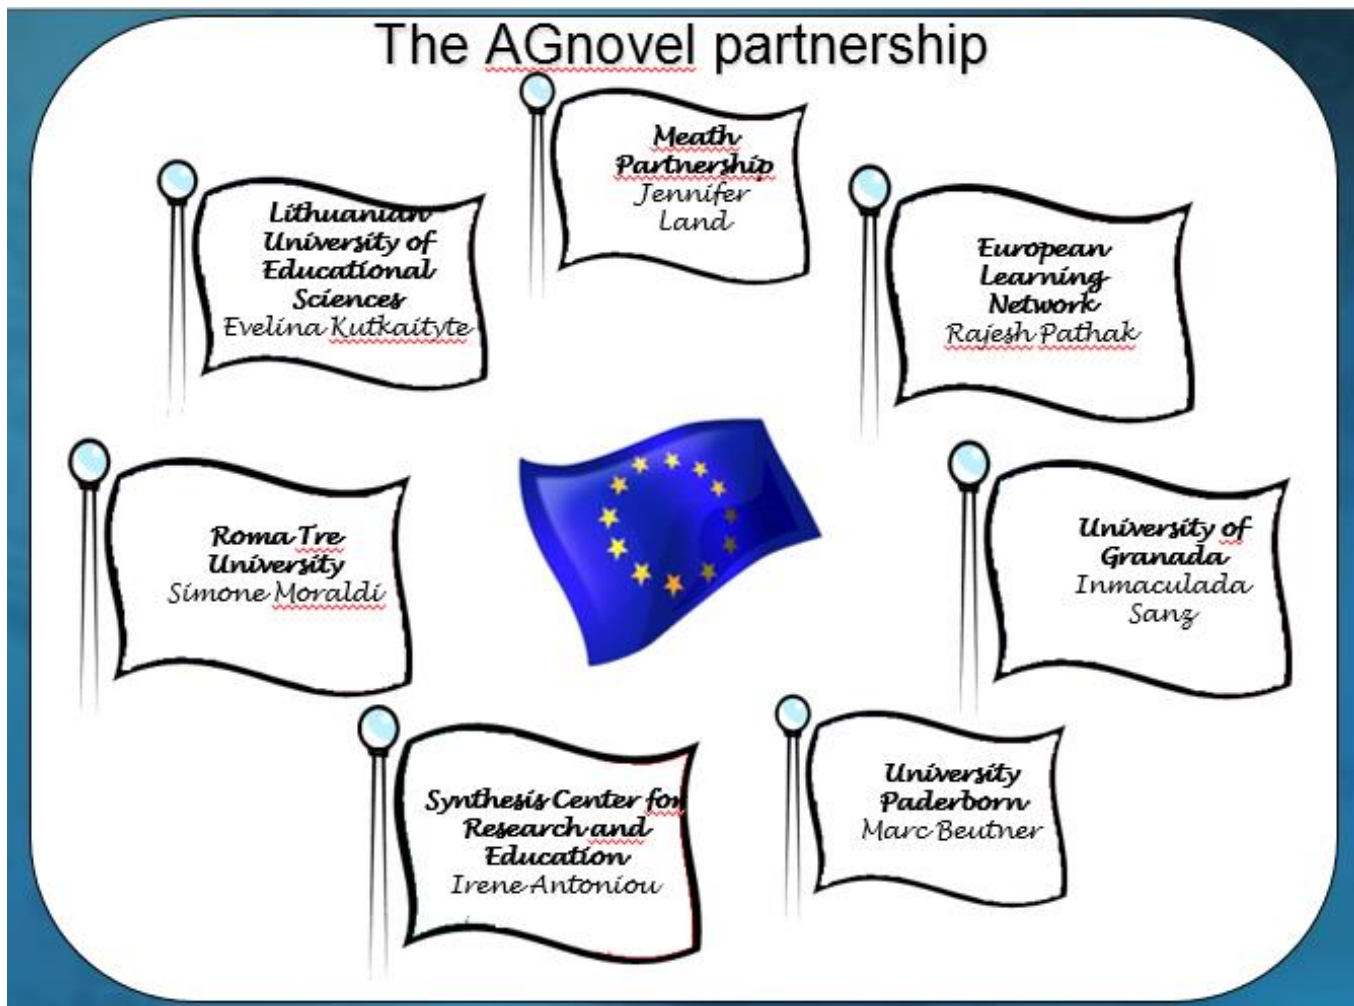 The AGnovel partnership
Meath
Partnership
Jennifer
Land
Lithuanian
University of
Educational
Sciences
Evelina Kutkaityte
European
Learning
Network
Rajesh Pathak
Roma Tre
University
Simone Moraldi
University of
Granada
Inmaculada
Sanz
Synthesis Center for
Research and
Education
Irene Antoniou
University
Paderborn
Marc Beutner